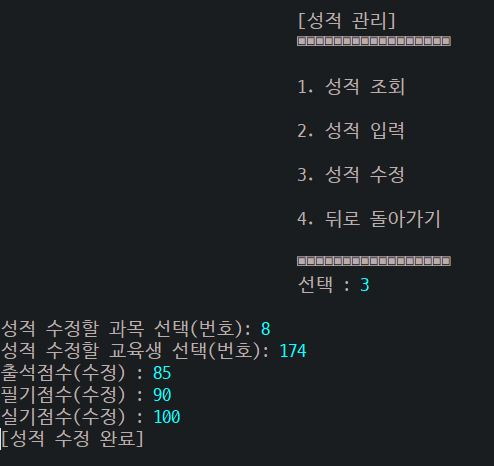 [성적 관리]
▣▣▣▣▣▣▣▣▣▣▣▣▣▣▣▣▣
1. 성적 조회
2. 성적 입력
3. 성적 수정
4. 뒤로 돌아가기
▣▣▣▣▣▣▣▣▣▣▣▣▣▣▣▣▣
선택 : 3
성적 수정할 과목 선택(번호): 8
성적 수정할 교육생 선택(번호): 174
출석점수(수정) : 85
필기점수(수정) : 90
실기점수(수정) : 100
[성적 수정 완료]